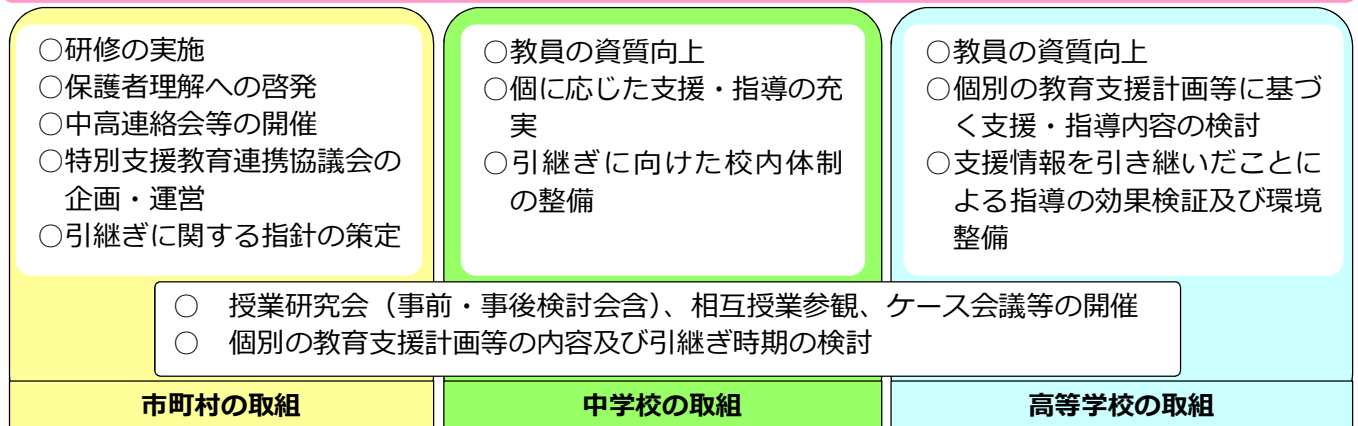 ○研修の実施
○保護者理解への啓発
○中高連絡会等の開催
○特別支援教育連携協議会の
企画・運営
○引継ぎに関する指針の策定
○教員の資質向上
○個に応じた支援・指導の充
実
○引継ぎに向けた校内体制
の整備
○教員の資質向上
○個別の教育支援計画等に基づ
く支援・指導内容の検討
○支援情報を引き継いだことに
よる指導の効果検証及び環境
整備
○　授業研究会（事前・事後検討会含）、相互授業参観、ケース会議等の開催
○　個別の教育支援計画等の内容及び引継ぎ時期の検討
市町村の取組
中学校の取組
高等学校の取組